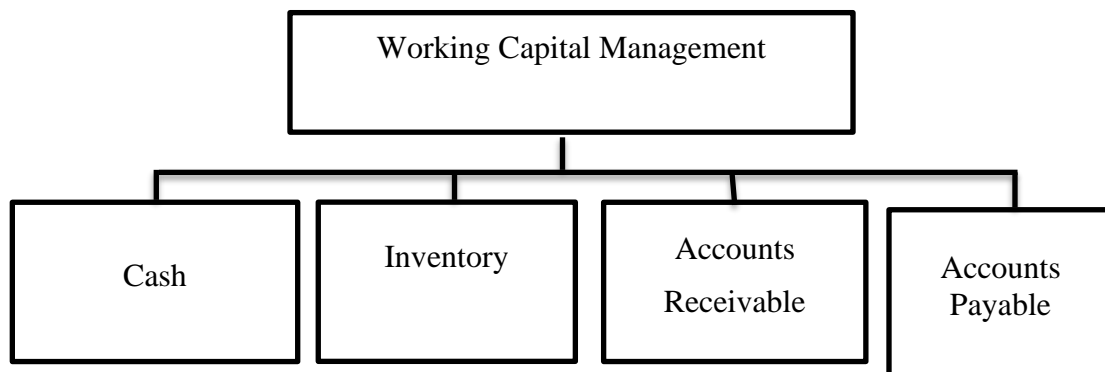 Working Capital Management
Cash
Inventory
Accounts
Receivable
Accounts
Payable